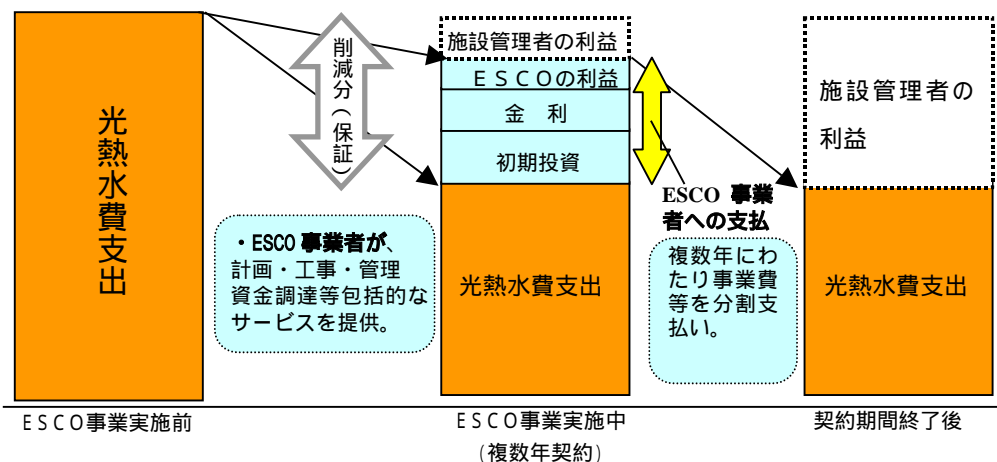 光熱水費支出
削減分(保証)
施設管理者の利益
ESCOの利益
金 利
初期投資
光熱水費支出
・ESCO 事業者が、
計画・工事・管理
資金調達等包括的な
サービスを提供。
ESCO 事業
者への支払
複数年にわ
たり事業費
等を分割支
払い。
施設管理者の
利益
光熱水費支出
ESCO事業実施前
ESCO事業実施中
(複数年契約)
契約期間終了後